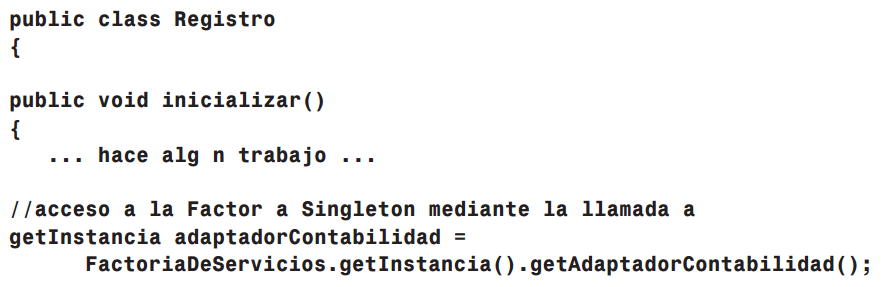 public class Registro
{
public void inicializar()
{
... hace alg n trabajo ...
//acceso a la Factor a Singleton mediante la llamada a
getInstancia adaptadorContabilidad =
FactoriaDeServicios.getInstancia().getAdaptadorContabilidad();